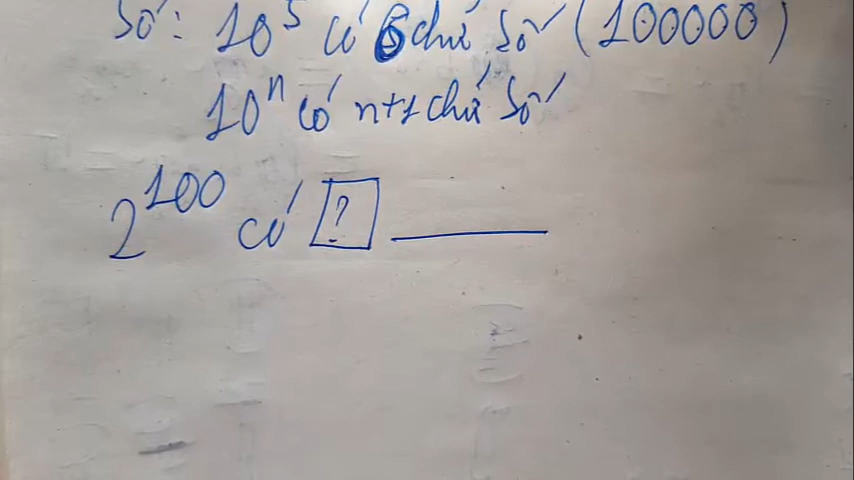 Số: 10⁵ có 6 chữ số (100000)
10ⁿ có n+1 chữ số
2¹⁰⁰ có ?